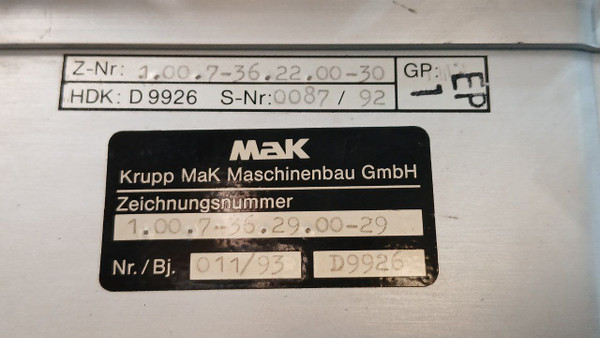 Z-Nr: 1.00.7-36.22.00-30 GP: EP 1
HDK: D 9926 S-Nr: 0087 / 92
MaK
Krupp MaK Maschinenbau GmbH
Zeichnungsnummer
1.00.7-36.29.00-29
Nr./Bj. 011/93 D9926